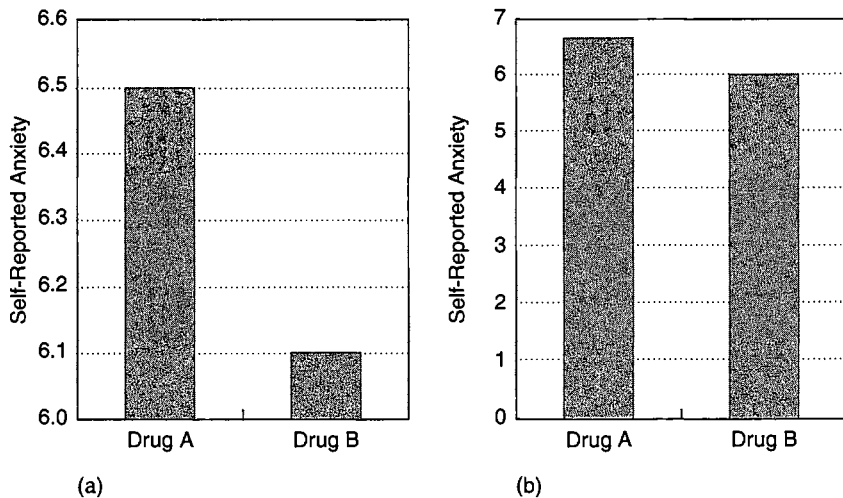 6.6
6.5
6.4
6.3
6.2
6.1
6.0
Self-Reported Anxiety
Drug A
Drug B
(a)
7
6
5
4
3
2
1
0
Self-Reported Anxiety
Drug A
Drug B
(b)